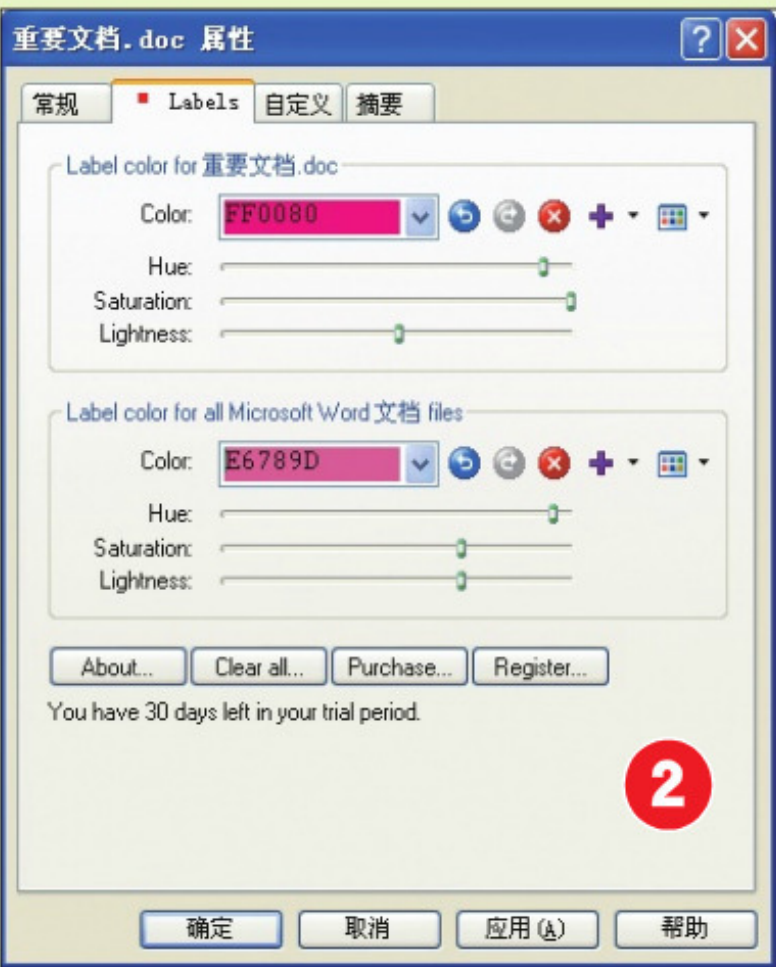 重要文档.doc 属性
?
常规 Labels 自定义 摘要
Label color for 重要文档.doc
Color: FF0080
Hue:
Saturation:
Lightness:
Label color for all Microsoft Word 文档 files
Color: E6789D
Hue:
Saturation:
Lightness:
About... Clear all... Purchase... Register...
You have 30 days left in your trial period.
2
确定 取消 应用(A) 帮助